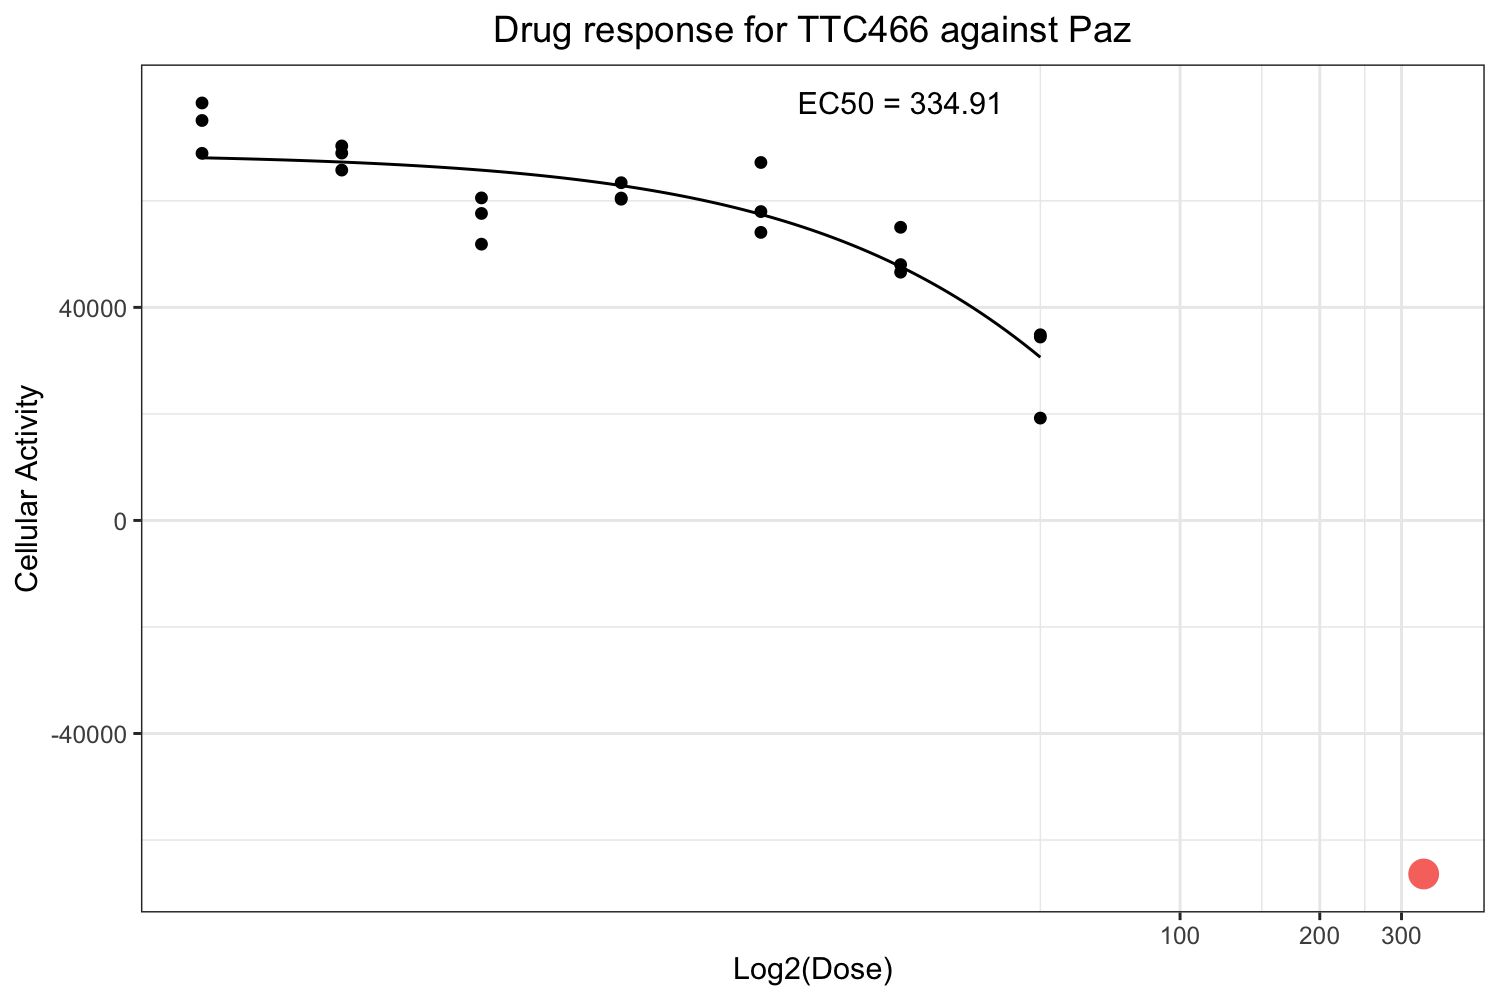 Drug response for TTC466 against Paz
EC50 = 334.91
Cellular Activity
40000
0
-40000
100 200 300
Log2(Dose)